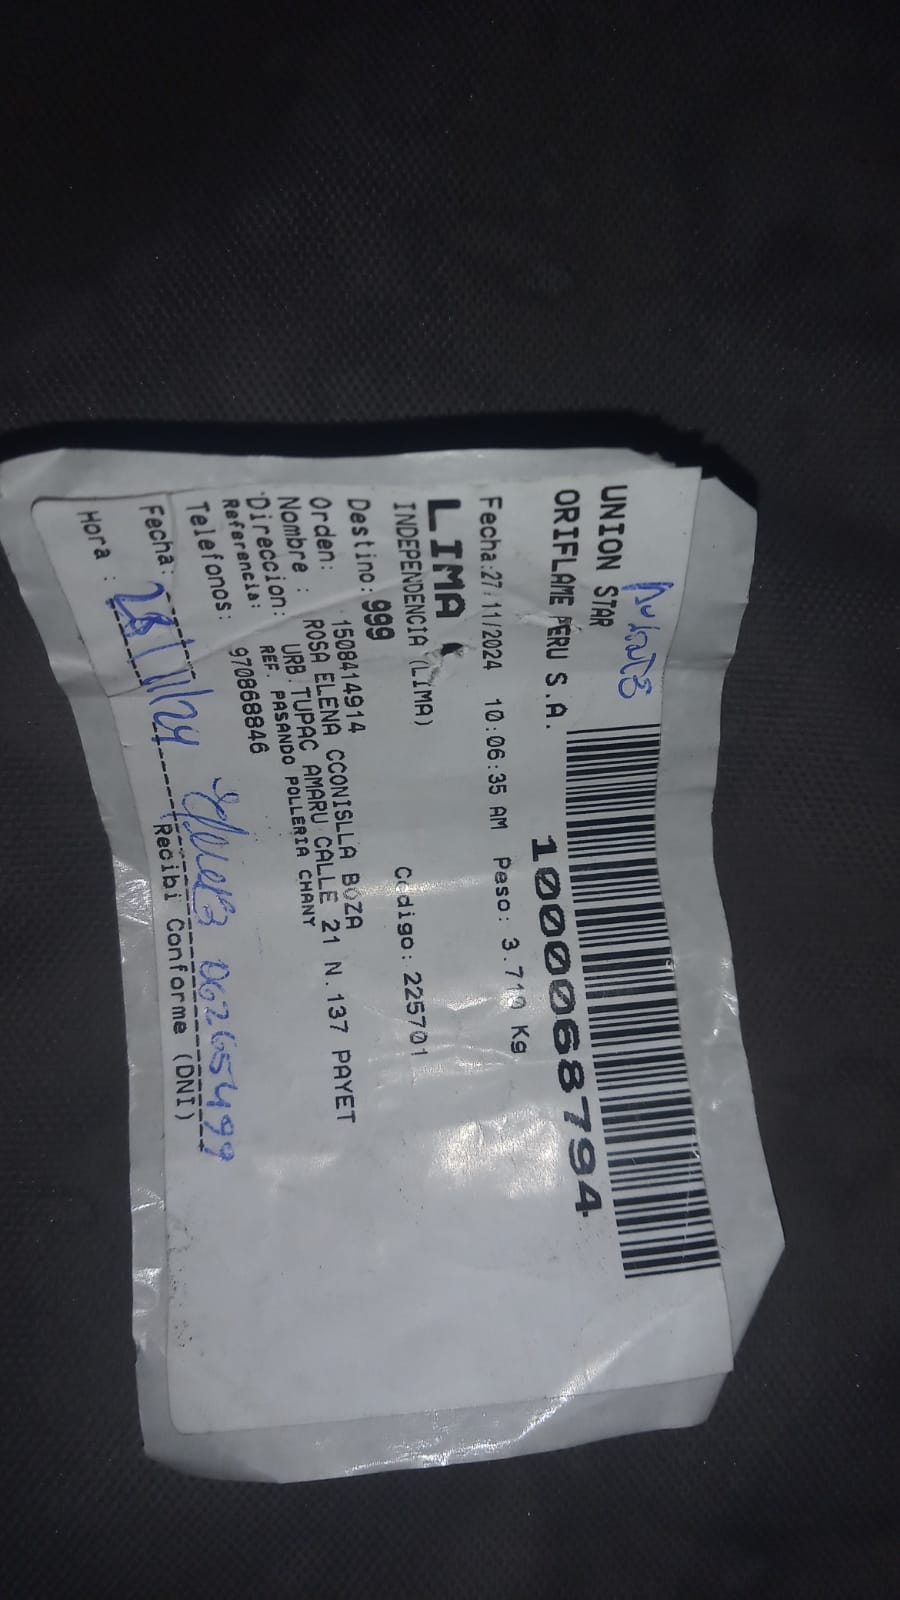 UNION STAR
ORIFLAME PERU S.A.
10000687​94
Fecha:27/11/2024 10:06:35 AM Peso: 3.710 Kg
LIMA
INDEPENDENCIA (LIMA) Codigo: 225701
Destino: 999
Orden: 1508414914
Nombre : ROSA ELENA CCONISLLA BOZA
Direccion: URB TUPAC AMARU CALLE 21 N.137 PAYET
Referencia: REF. PASANDO POLLERIA CHANY
Telefonos: 970868846
Fecha: 28/11/24 06265499
Hora : Recibi Conforme (DNI)